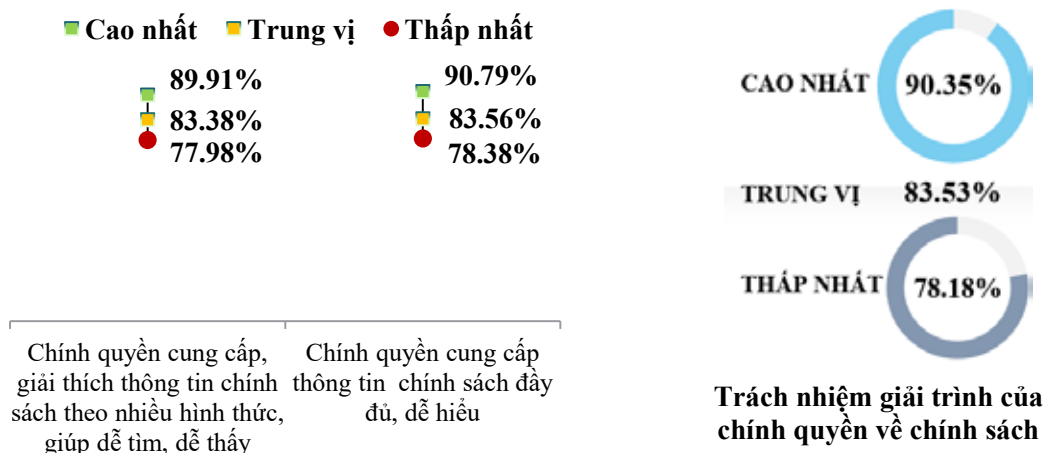 Cao nhất Trung vị Thấp nhất
89.91%
83.38%
77.98%
90.79%
83.56%
78.38%
Chính quyền cung cấp,
giải thích thông tin chính
sách theo nhiều hình thức,
giúp dễ tìm, dễ thấy
Chính quyền cung cấp
thông tin chính sách đầy
đủ, dễ hiểu
CAO NHẤT 90.35%
TRUNG VỊ 83.53%
THẤP NHẤT 78.18%
Trách nhiệm giải trình của
chính quyền về chính sách